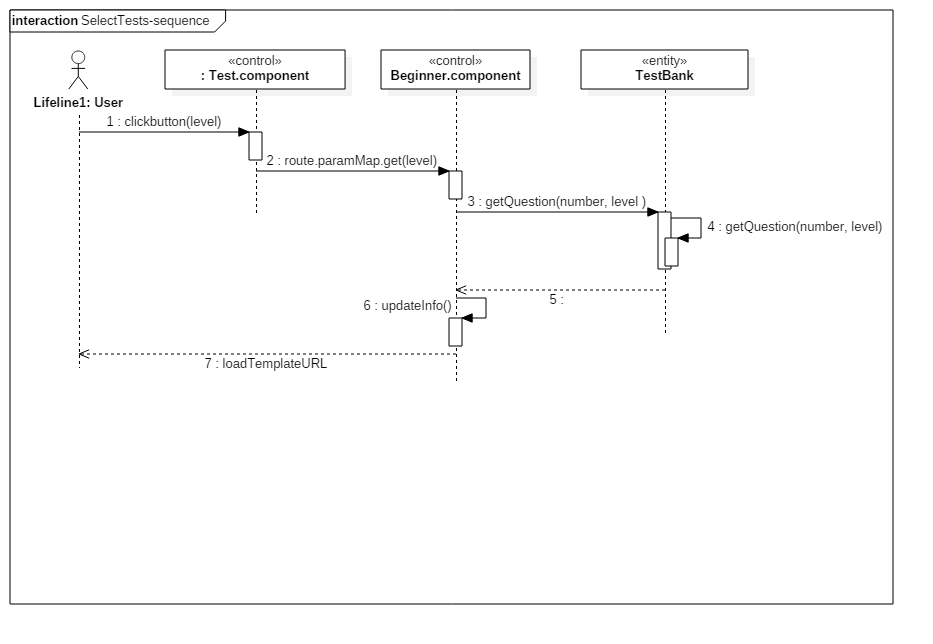 interaction SelectTests-sequence
«control»
: Test.component
«control»
Beginner.component
«entity»
TestBank
Lifeline1: User
1 : clickbutton(level)
2 : route.paramMap.get(level)
3 : getQuestion(number, level )
4 : getQuestion(number, level)
5 :
6 : updateInfo()
7 : loadTemplateURL